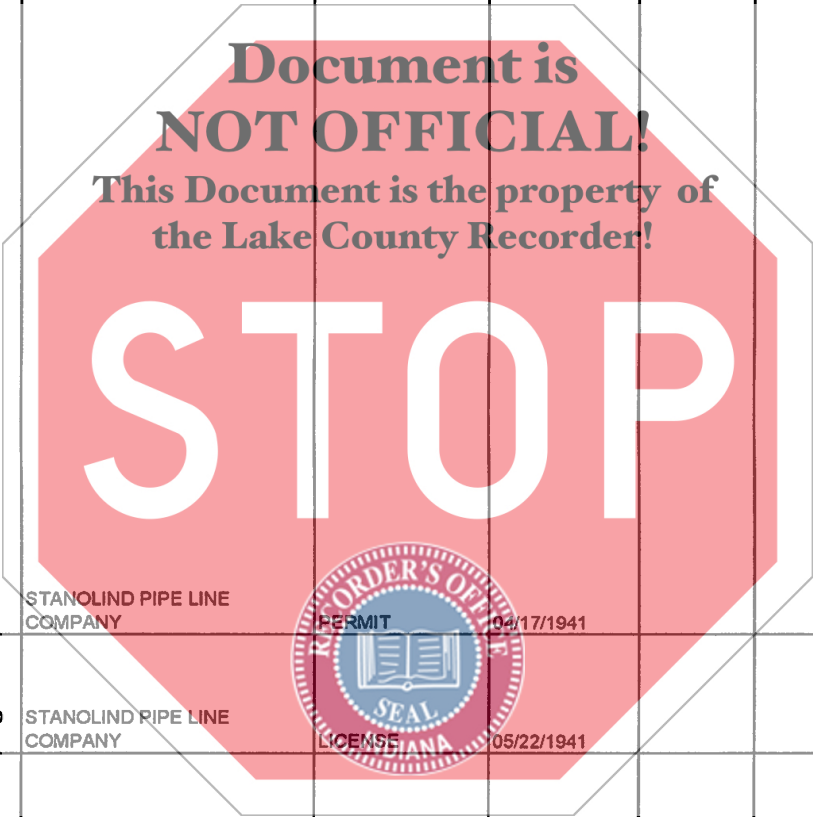 Document is
NOT OFFICIAL!
This Document is the property of
the Lake County Recorder!
STOP
RECORDER'S OFFICE
SEAL
INDIANA
STANOLIND PIPE LINE
COMPANY PERMIT 04/17/1941
STANOLIND PIPE LINE
COMPANY LICENSE 05/22/1941